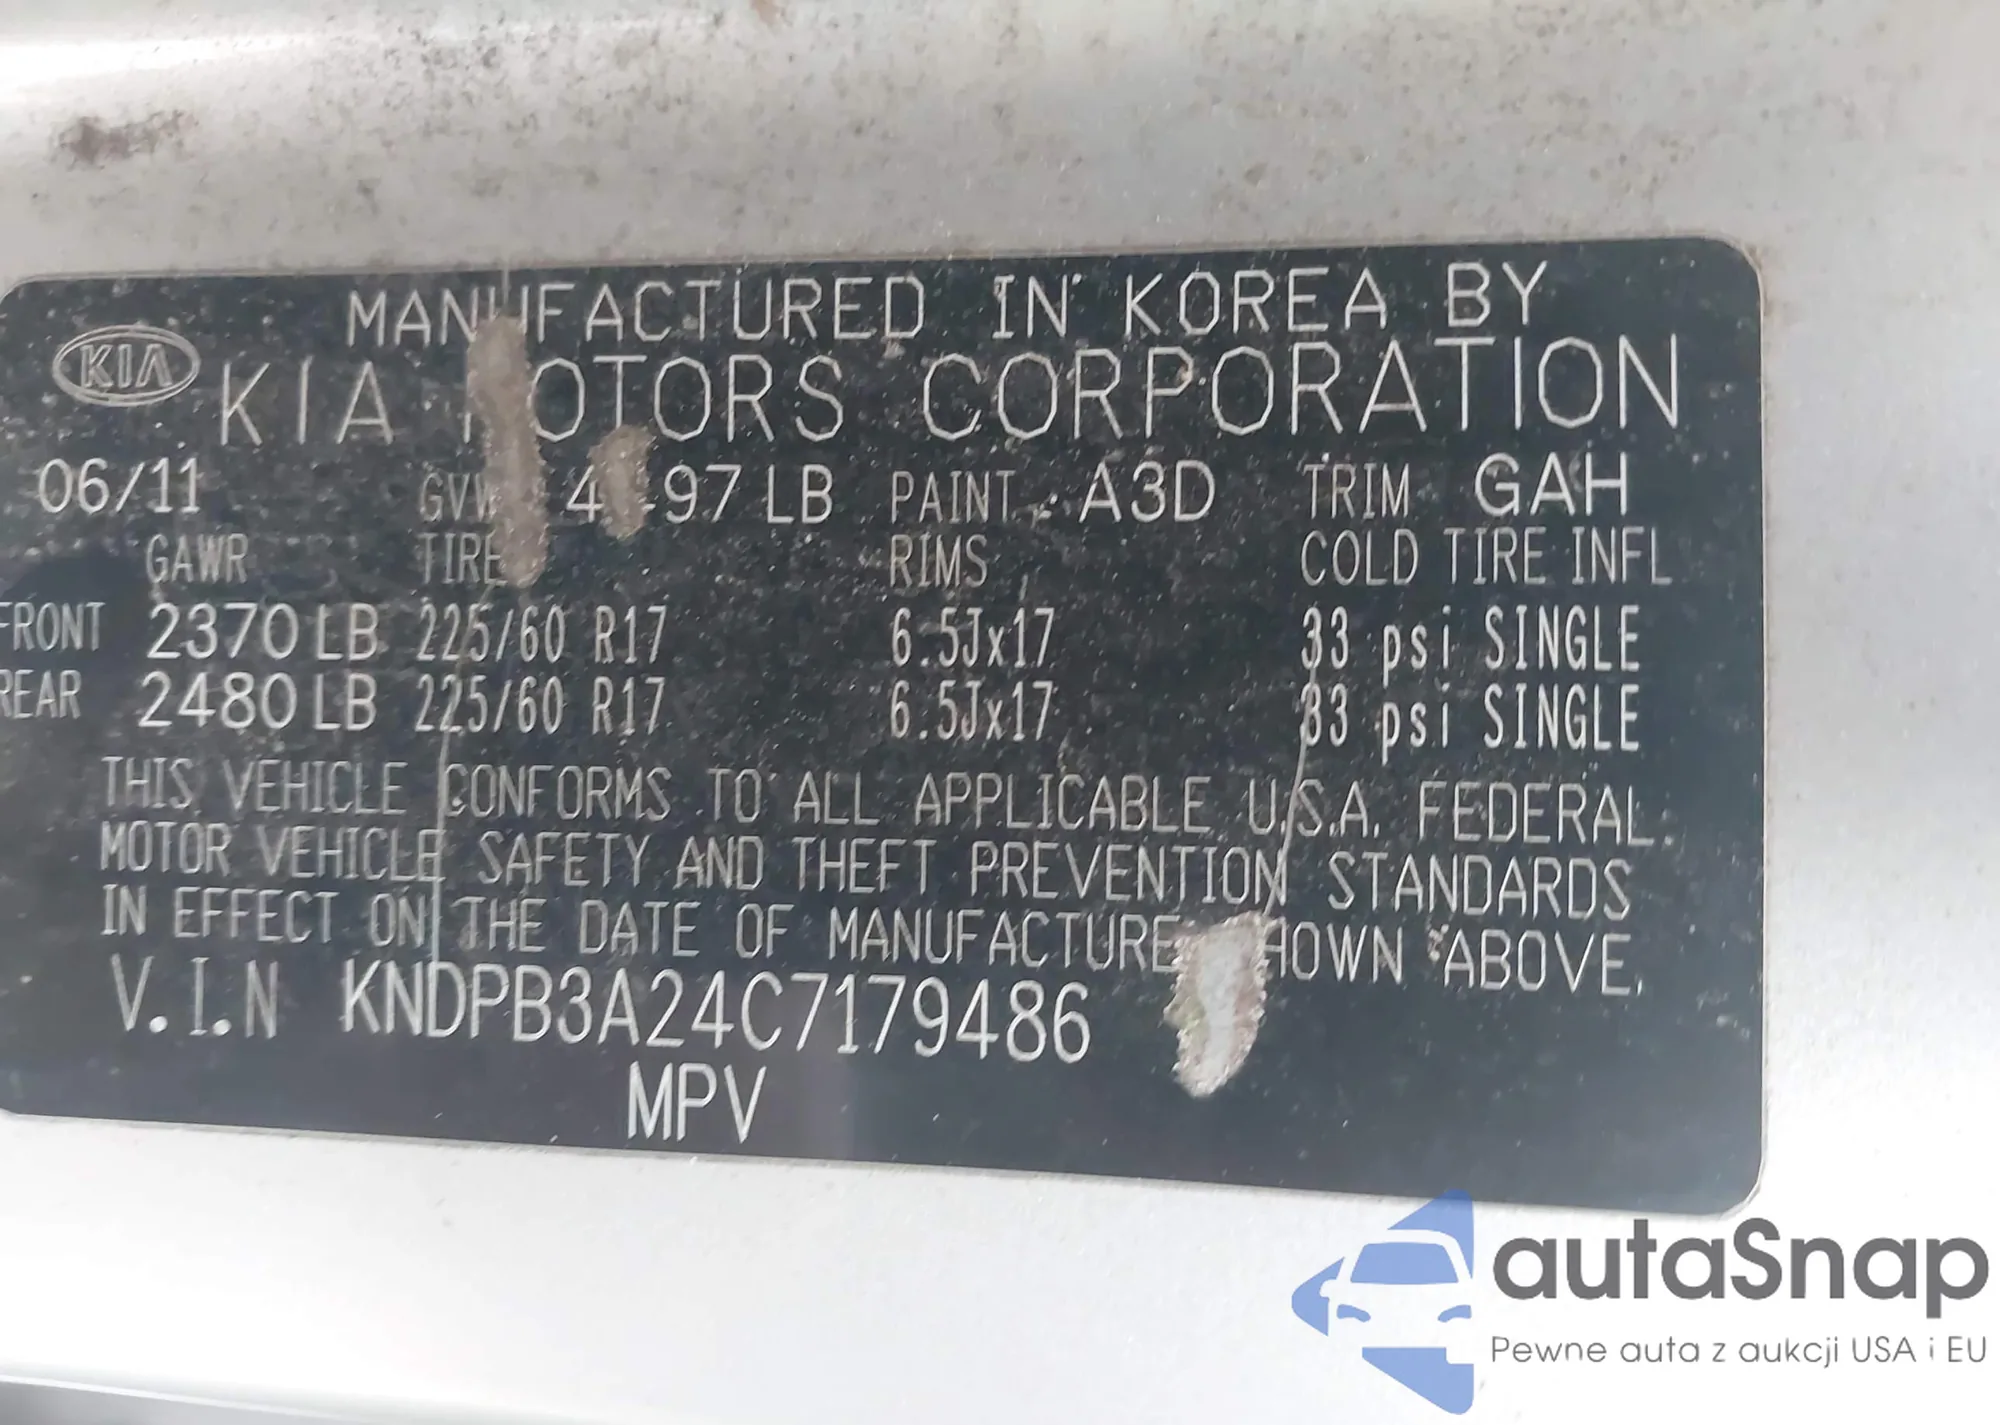 MANUFACTURED IN KOREA BY
KIA
KIA MOTORS CORPORATION
06/11 PAINT A3D TRIM GAH
GAWR TIRE RIMS COLD TIRE INFL
FRONT 2370 LB 225/60 R17 6.5Jx17 33 psi SINGLE
REAR 2480 LB 225/60 R17 6.5Jx17 33 psi SINGLE
THIS VEHICLE CONFORMS TO ALL APPLICABLE U.S.A. FEDERAL
MOTOR VEHICLE SAFETY AND THEFT PREVENTION STANDARDS
IN EFFECT ON THE DATE OF MANUFACTURE SHOWN ABOVE.
V.I.N KNDPB3A24C7179486
MPV
autaSnap
Pewne auta z aukcji USA i EU